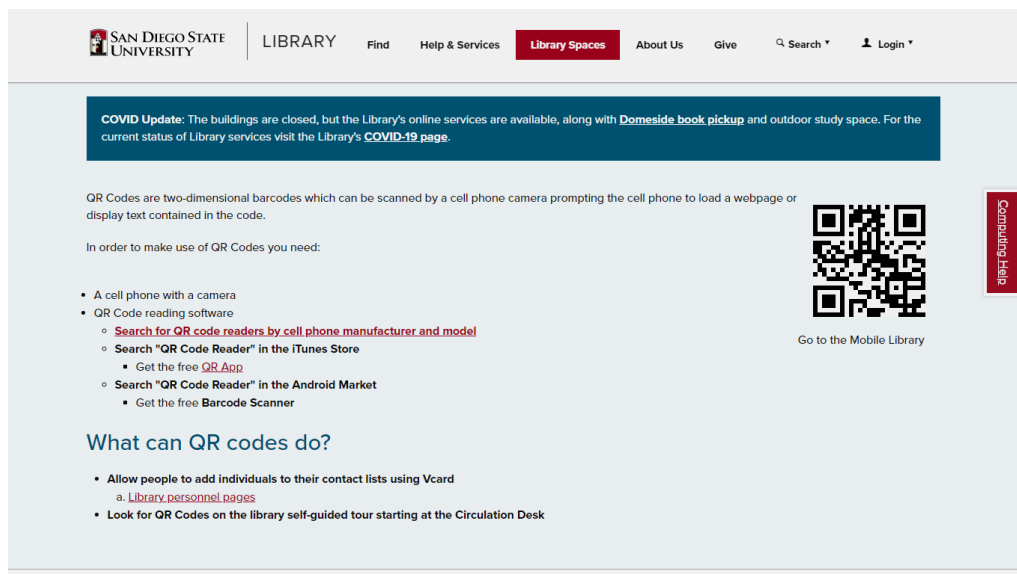 SAN DIEGO STATE
UNIVERSITY
LIBRARY
Find
Help & Services
Library Spaces
About Us
Give
Search
Login
COVID Update: The buildings are closed, but the Library's online services are available, along with Domeside book pickup and outdoor study space. For the
current status of Library services visit the Library's COVID-19 page.
QR Codes are two-dimensional barcodes which can be scanned by a cell phone camera prompting the cell phone to load a webpage or
display text contained in the code.
In order to make use of QR Codes you need:
Computing Help
• A cell phone with a camera
• QR Code reading software
Search for QR code readers by cell phone manufacturer and model
Go to the Mobile Library
Search "QR Code Reader" in the iTunes Store
Get the free QR App
Search "QR Code Reader" in the Android Market
Get the free Barcode Scanner
What can QR codes do?
• Allow people to add individuals to their contact lists using Vcard
a. Library personnel pages
• Look for QR Codes on the library self-guided tour starting at the Circulation Desk